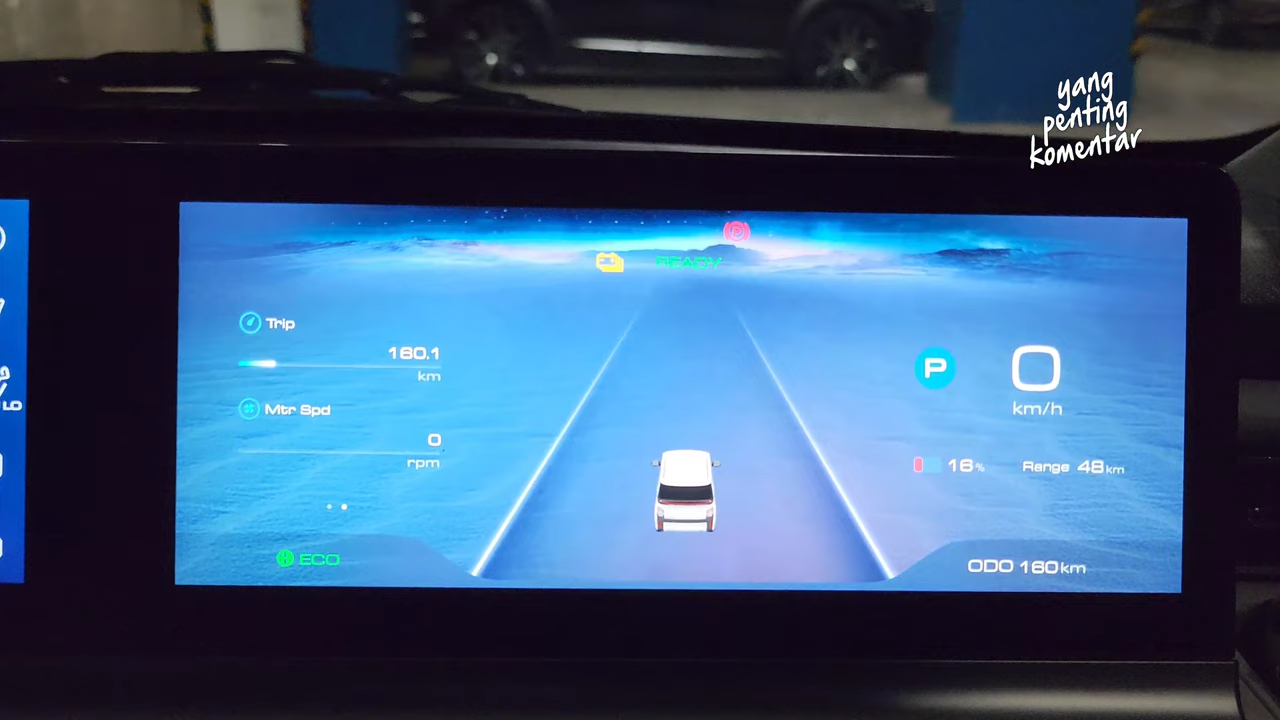 yang
penting
komentar
READY
Trip
160.1
km
Mtr Spd
0
rpm
P
0
km/h
16%
Range 48km
ECO
ODO 160km